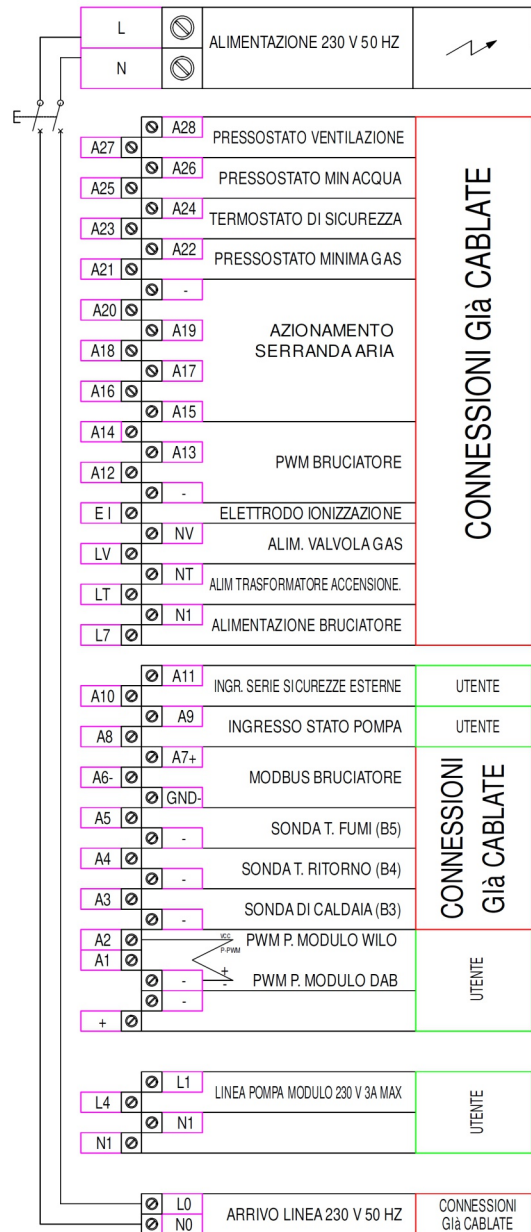 L
ALIMENTAZIONE 230 V 50 HZ
N
A28
PRESSOSTATO VENTILAZIONE
A27
A26
PRESSOSTATO MIN ACQUA
A25
A24
TERMOSTATO DI SICUREZZA
A23
A22
PRESSOSTATO MINIMA GAS
A21
-
A20
A19
AZIONAMENTO
SERRANDA ARIA
A18
A17
A16
A15
A14
A13
PWM BRUCIATORE
A12
-
E I
ELETTRODO IONIZZAZIONE
NV
ALIM. VALVOLA GAS
LV
NT
ALIM TRASFORMATORE ACCENSIONE.
LT
N1
ALIMENTAZIONE BRUCIATORE
L7
CONNESSIONI GIà CABLATE
A11
INGR. SERIE SICUREZZE ESTERNE
UTENTE
A10
A9
INGRESSO STATO POMPA
UTENTE
A8
A7+
MODBUS BRUCIATORE
A6-
GND-
A5
SONDA T. FUMI (B5)
-
A4
SONDA T. RITORNO (B4)
-
A3
SONDA DI CALDAIA (B3)
-
CONNESSIONI
GIà CABLATE
A2
VCC
PWM P. MODULO WILO
A1
P-PWM
+
-
-
PWM P. MODULO DAB
-
+
UTENTE
L1
LINEA POMPA MODULO 230 V 3A MAX
L4
N1
N1
UTENTE
L0
ARRIVO LINEA 230 V 50 HZ
N0
CONNESSIONI
GIà CABLATE